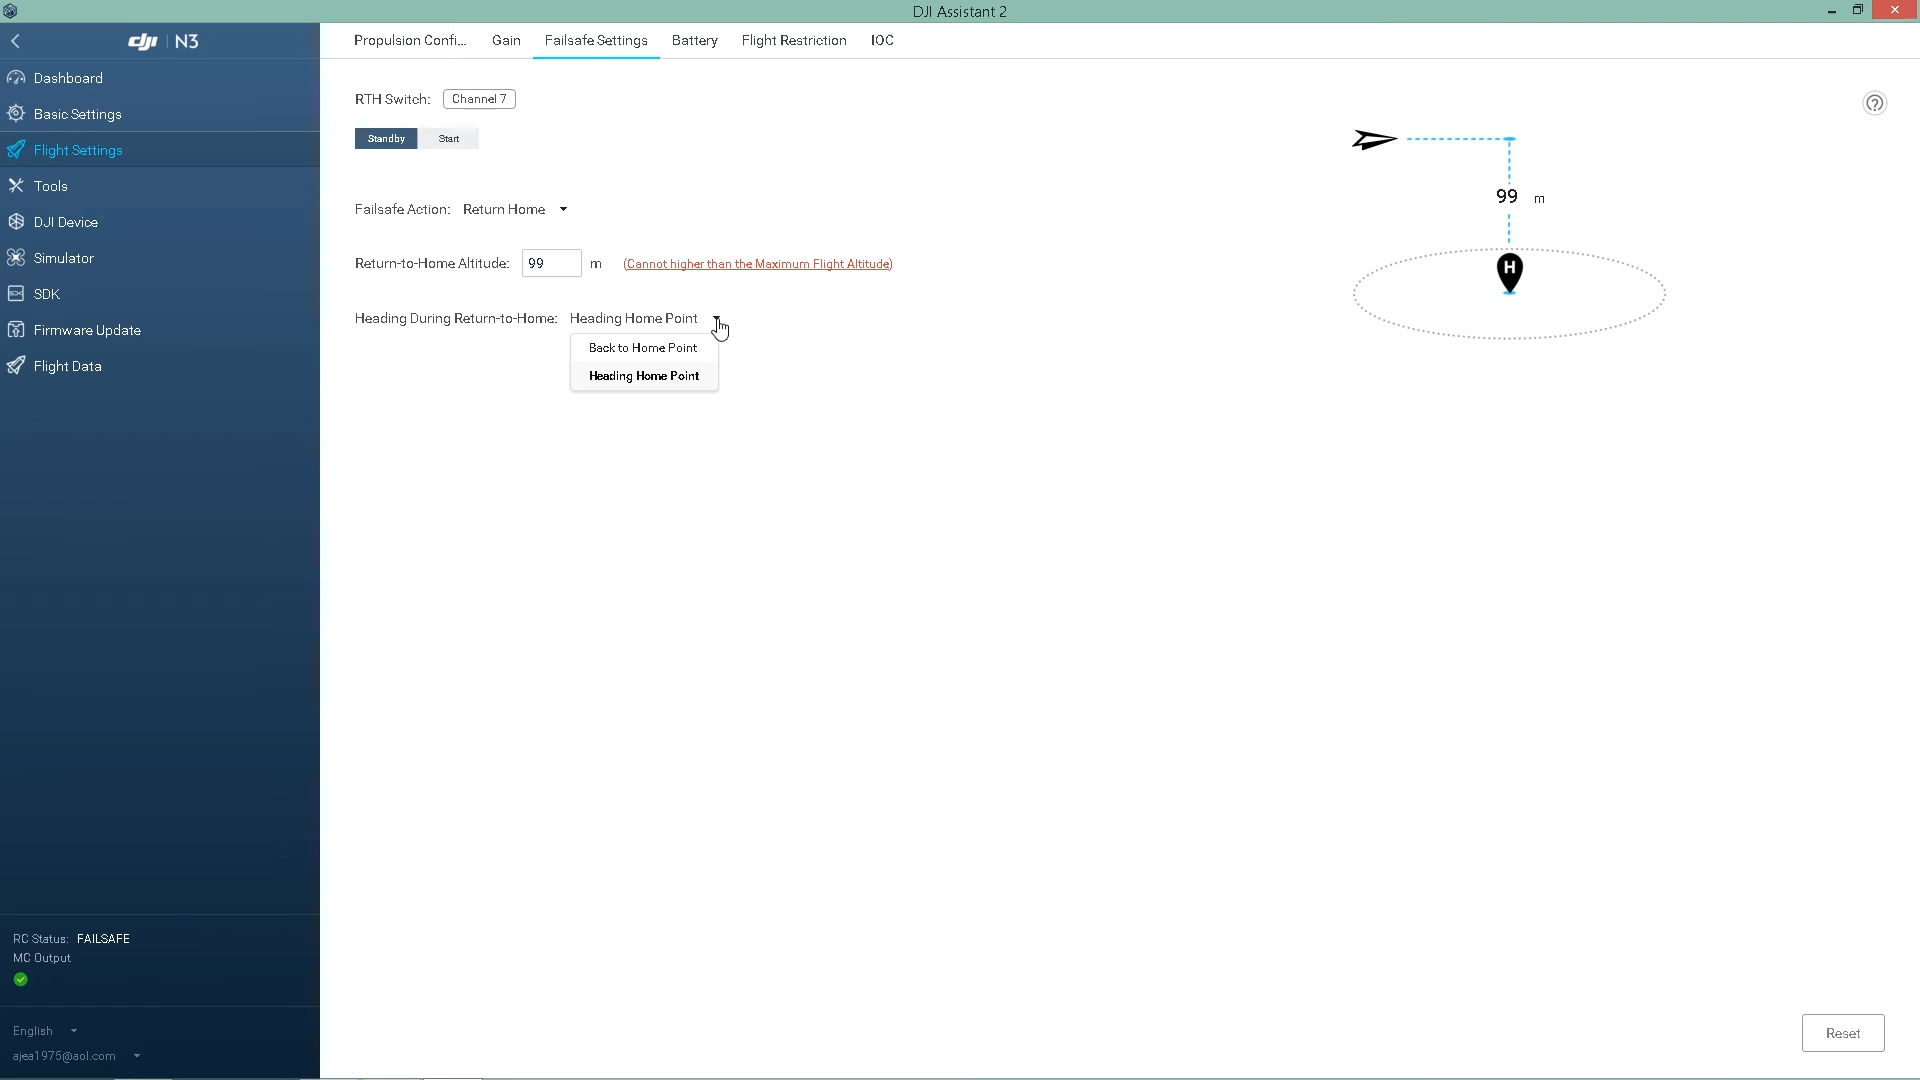 DJI Assistant 2
dji N3
Dashboard
Basic Settings
Flight Settings
Tools
DJI Device
Simulator
SDK
Firmware Update
Flight Data
RC Status: FAILSAFE
MC Output
English
ajea1975@aol.com
Propulsion Confi... Gain Failsafe Settings Battery Flight Restriction IOC
RTH Switch: Channel 7
Standby Start
Failsafe Action: Return Home
Return-to-Home Altitude: 99 m (Cannot higher than the Maximum Flight Altitude)
Heading During Return-to-Home: Heading Home Point
Back to Home Point
Heading Home Point
99 m
H
Reset